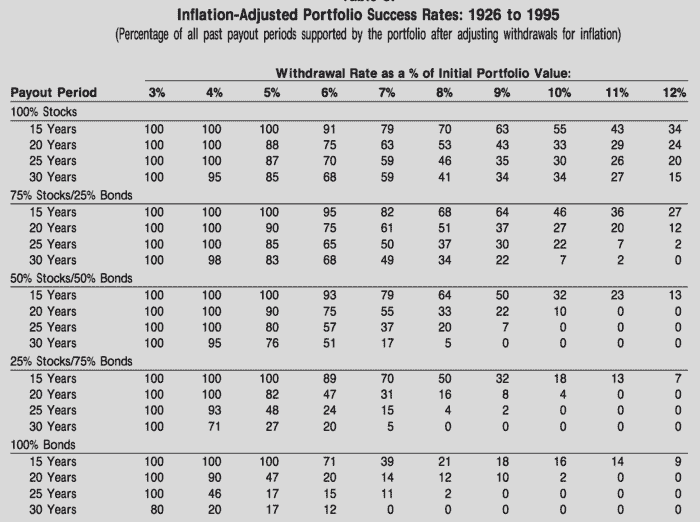 Inflation-Adjusted Portfolio Success Rates: 1926 to 1995
(Percentage of all past payout periods supported by the portfolio after adjusting withdrawals for inflation)
Withdrawal Rate as a % of Initial Portfolio Value:
Payout Period 3% 4% 5% 6% 7% 8% 9% 10% 11% 12%
100% Stocks
15 Years 100 100 100 91 79 70 63 55 43 34
20 Years 100 100 88 75 63 53 43 33 29 24
25 Years 100 100 87 70 59 46 35 30 26 20
30 Years 100 95 85 68 59 41 34 34 27 15
75% Stocks/25% Bonds
15 Years 100 100 100 95 82 68 64 46 36 27
20 Years 100 100 90 75 61 51 37 27 20 12
25 Years 100 100 85 65 50 37 30 22 7 2
30 Years 100 98 83 68 49 34 22 7 2 0
50% Stocks/50% Bonds
15 Years 100 100 100 93 79 64 50 32 23 13
20 Years 100 100 90 75 55 33 22 10 0 0
25 Years 100 100 80 57 37 20 7 0 0 0
30 Years 100 95 76 51 17 5 0 0 0 0
25% Stocks/75% Bonds
15 Years 100 100 100 89 70 50 32 18 13 7
20 Years 100 100 82 47 31 16 8 4 0 0
25 Years 100 93 48 24 15 4 2 0 0 0
30 Years 100 71 27 20 5 0 0 0 0 0
100% Bonds
15 Years 100 100 100 71 39 21 18 16 14 9
20 Years 100 90 47 20 14 12 10 2 0 0
25 Years 100 46 17 15 11 2 0 0 0 0
30 Years 80 20 17 12 0 0 0 0 0 0